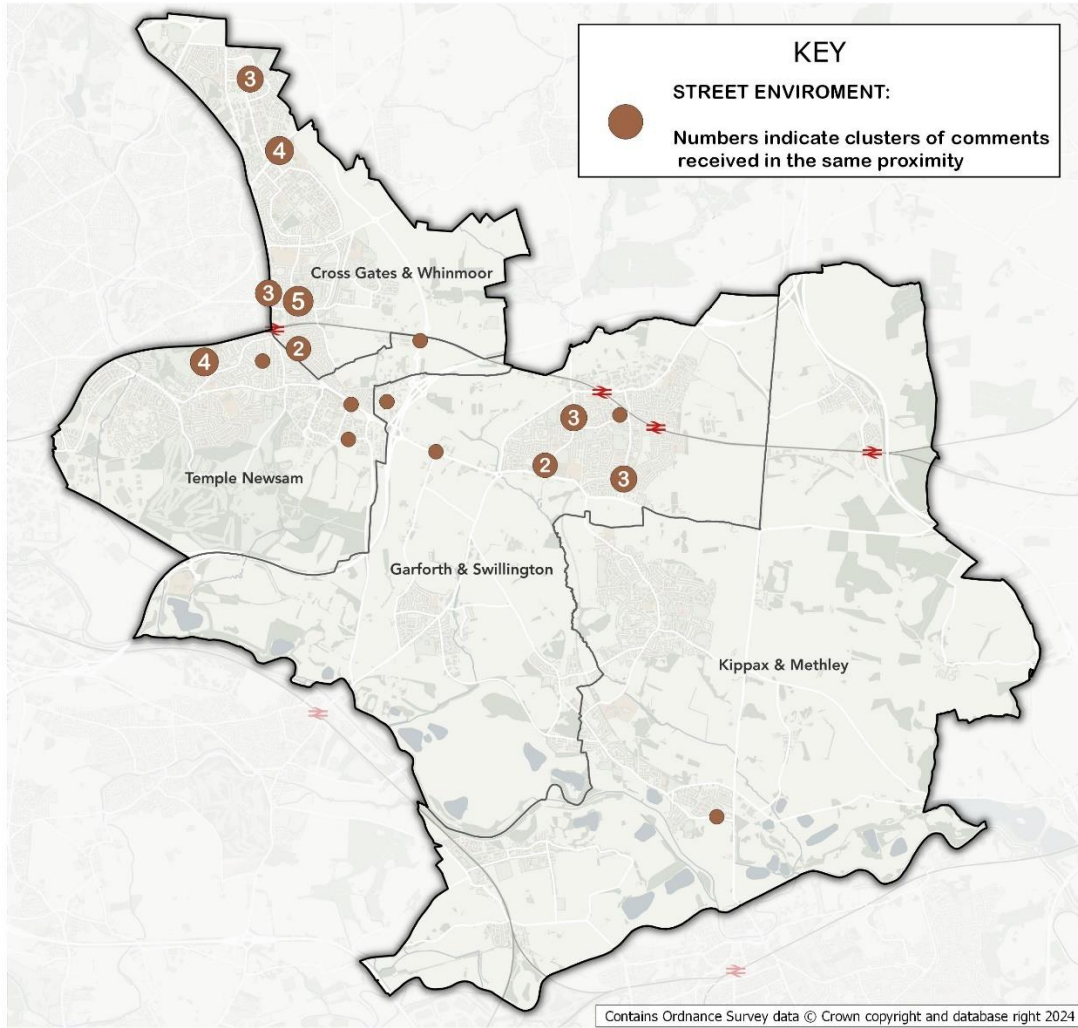 KEY
STREET ENVIROMENT:
Numbers indicate clusters of comments
received in the same proximity
3
4
Cross Gates & Whinmoor
3
5
2
4
3
2
3
Temple Newsam
Garforth & Swillington
Kippax & Methley
Contains Ordnance Survey data © Crown copyright and database right 2024